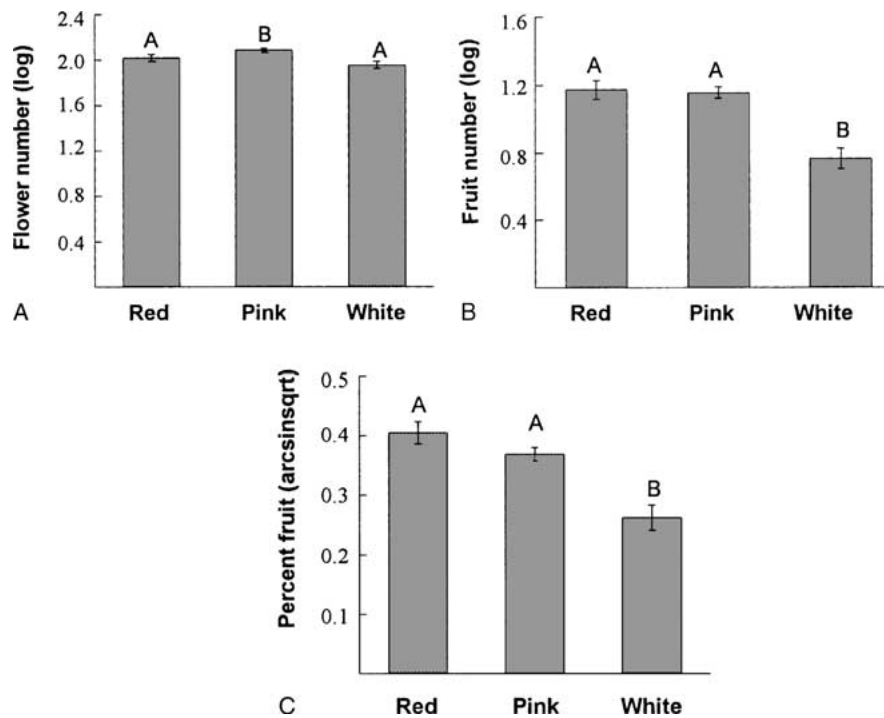 Flower number (log)
2.4
2.0
1.6
1.2
0.8
0.4
A
B
A
Red Pink White
A
Fruit number (log)
1.6
1.2
0.8
0.4
A
A
B
Red Pink White
B
Percent fruit (arcsinsqrt)
0.5
0.4
0.3
0.2
0.1
A
A
B
Red Pink White
C